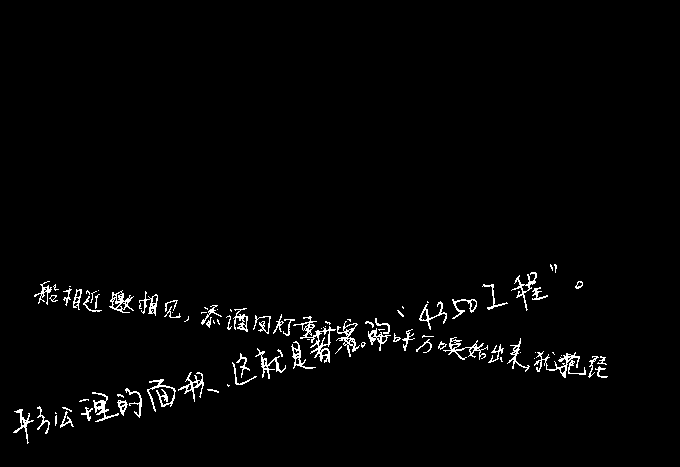 船相近邀相见,添酒回灯重开宴。千呼万唤始出来,犹抱琵
平方公理的面积、这就是著名的“4350工程”。